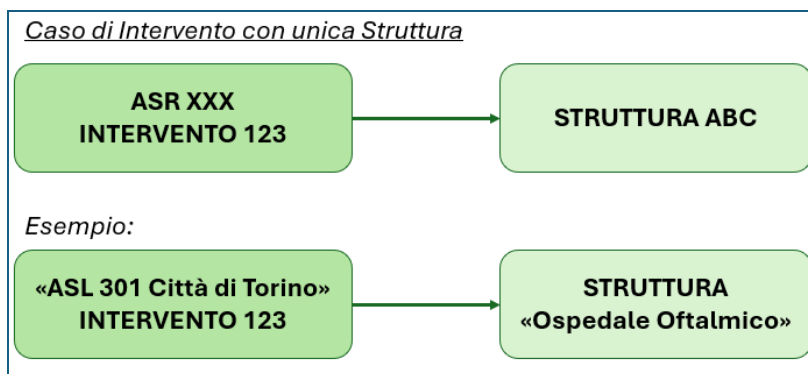 Caso di Intervento con unica Struttura
ASR XXX
INTERVENTO 123
STRUTTURA ABC
Esempio:
«ASL 301 Città di Torino»
INTERVENTO 123
STRUTTURA
«Ospedale Oftalmico»